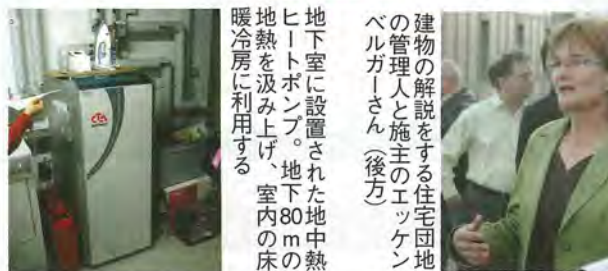 建物の解説をする住宅団地
の管理人と施主のエッケン
ベルガーさん（後方）
地下室に設置された地中熱
ヒートポンプ。地下80mの
地熱を汲み上げ、室内の床
暖冷房に利用する
CTA